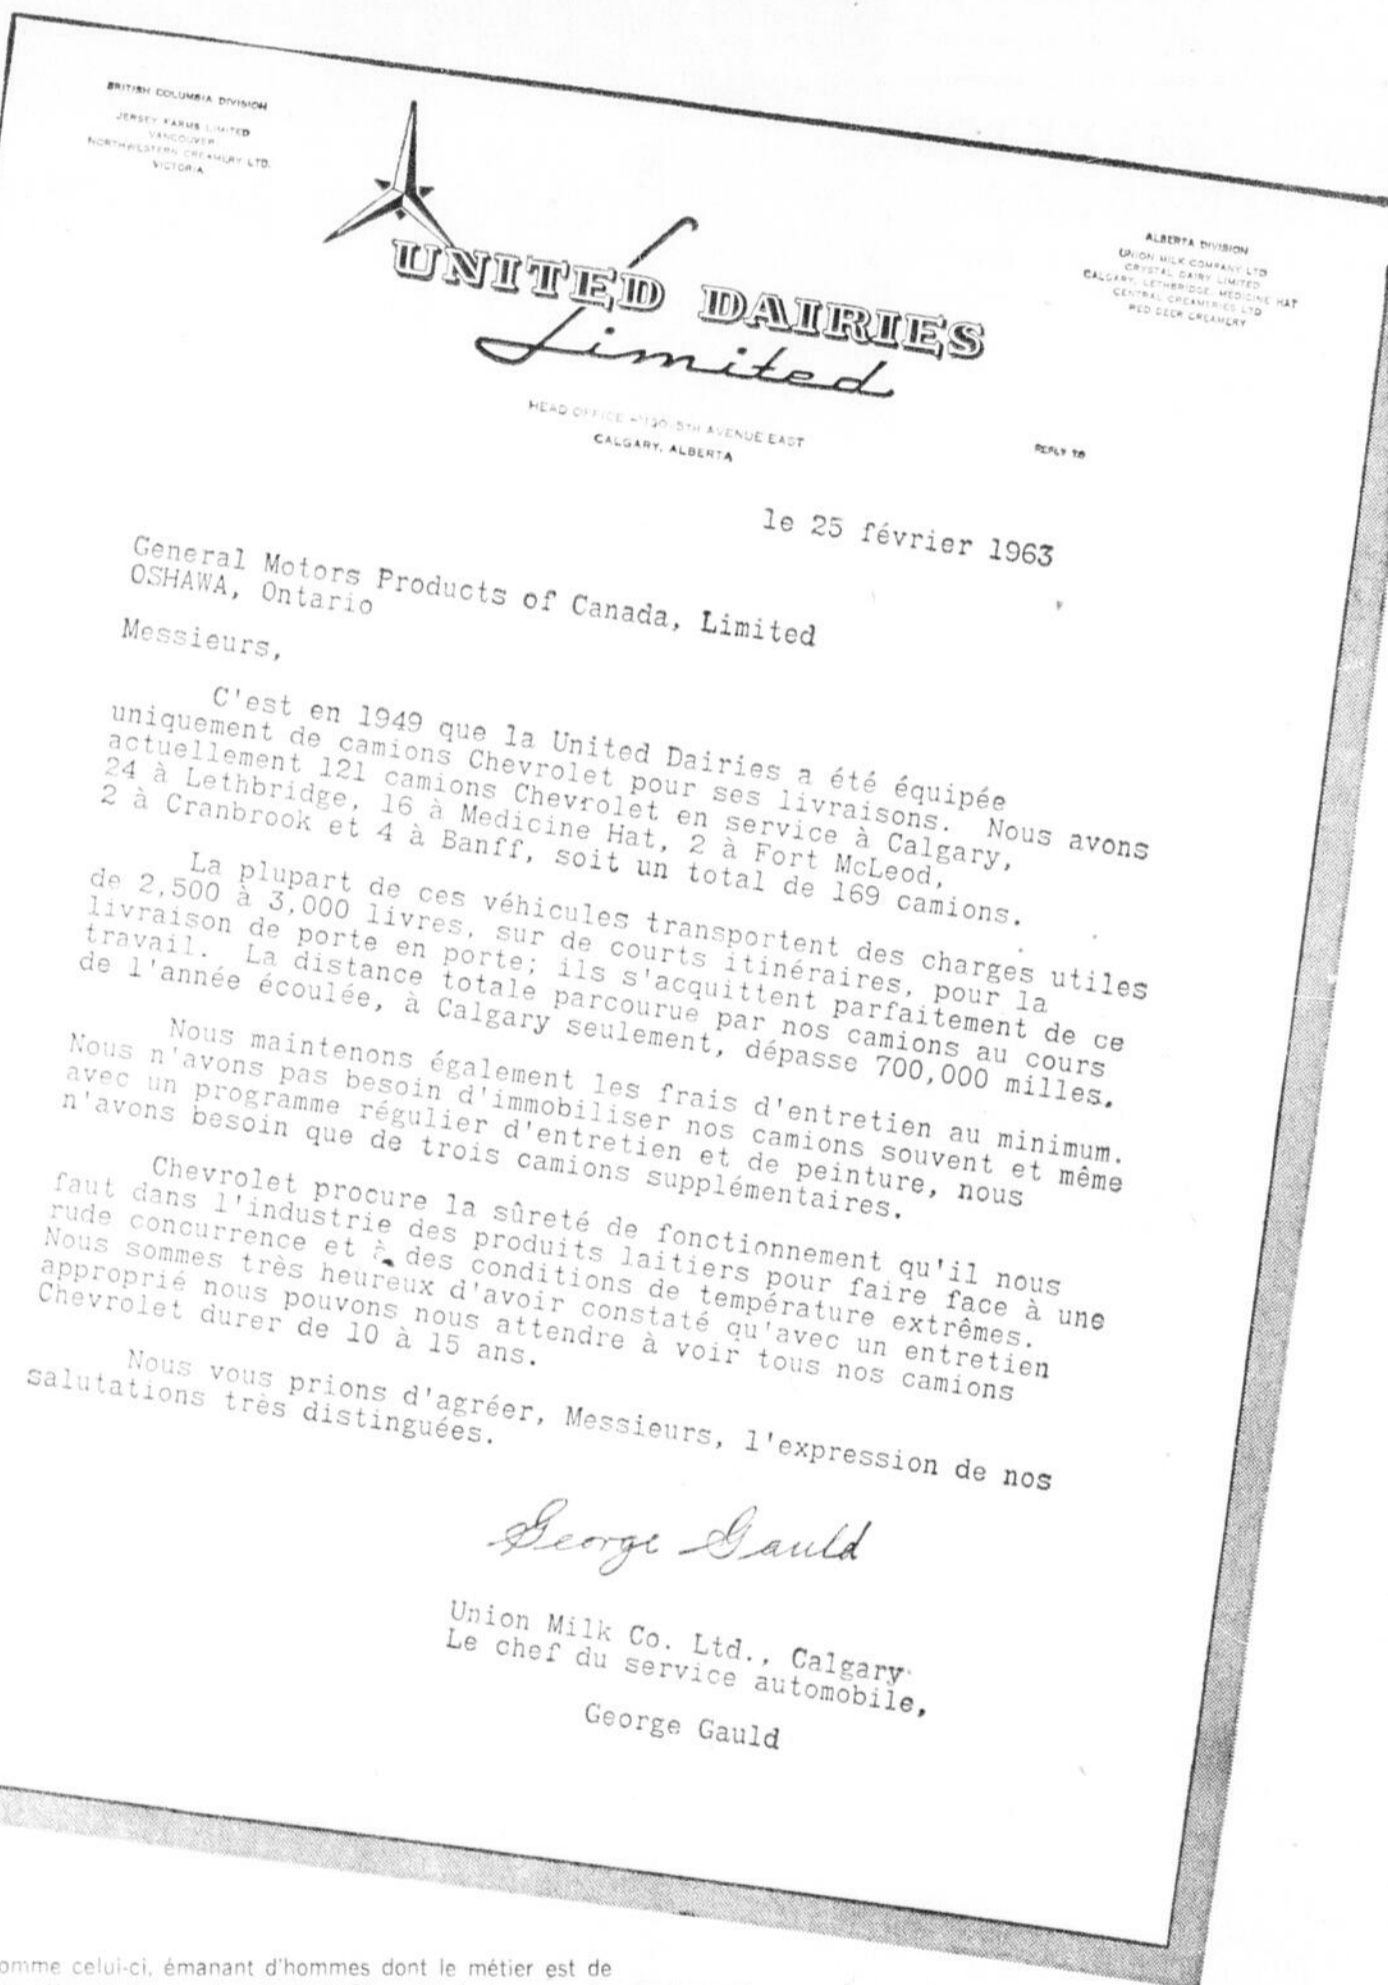 BRITISH COLUMBIA DIVISION
JERSEY FARMS LIMITED
VANCOUVER
NORTHWESTERN CREAMERY LTD.
VICTORIA
UNITED DAIRIES
Limited
ALBERTA DIVISION
UNION MILK COMPANY LTD
CRYSTAL DAIRY LIMITED
CALGARY, LETHBRIDGE, MEDICINE HAT
CENTRAL CREAMERIES LTD
RED DEER CREAMERY
HEAD OFFICE 5TH AVENUE EAST
CALGARY, ALBERTA
REPLY TO
le 25 février 1963
General Motors Products of Canada, Limited
OSHAWA, Ontario
Messieurs,
C'est en 1949 que la United Dairies a été équipée
uniquement de camions Chevrolet pour ses livraisons. Nous avons
actuellement 121 camions Chevrolet en service à Calgary,
24 à Lethbridge, 16 à Medicine Hat, 2 à Fort McLeod,
2 à Cranbrook et 4 à Banff, soit un total de 169 camions.
La plupart de ces véhicules transportent des charges utiles
de 2,500 à 3,000 livres, sur de courts itinéraires, pour la
livraison de porte en porte; ils s'acquittent parfaitement de ce
travail. La distance totale parcourue par nos camions au cours
de l'année écoulée, à Calgary seulement, dépasse 700,000 milles.
Nous maintenons également les frais d'entretien au minimum.
Nous n'avons pas besoin d'immobiliser nos camions souvent et même
avec un programme régulier d'entretien et de peinture, nous
n'avons besoin que de trois camions supplémentaires.
Chevrolet procure la sûreté de fonctionnement qu'il nous
faut dans l'industrie des produits laitiers pour faire face à une
rude concurrence et à des conditions de température extrêmes.
Nous sommes très heureux d'avoir constaté qu'avec un entretien
approprié nous pouvons nous attendre à voir tous nos camions
Chevrolet durer de 10 à 15 ans.
Nous vous prions d'agréer, Messieurs, l'expression de nos
salutations très distinguées.
George Gauld
Union Milk Co. Ltd., Calgary
Le chef du service automobile,
George Gauld
omme celui-ci, émanant d'hommes dont le métier est de